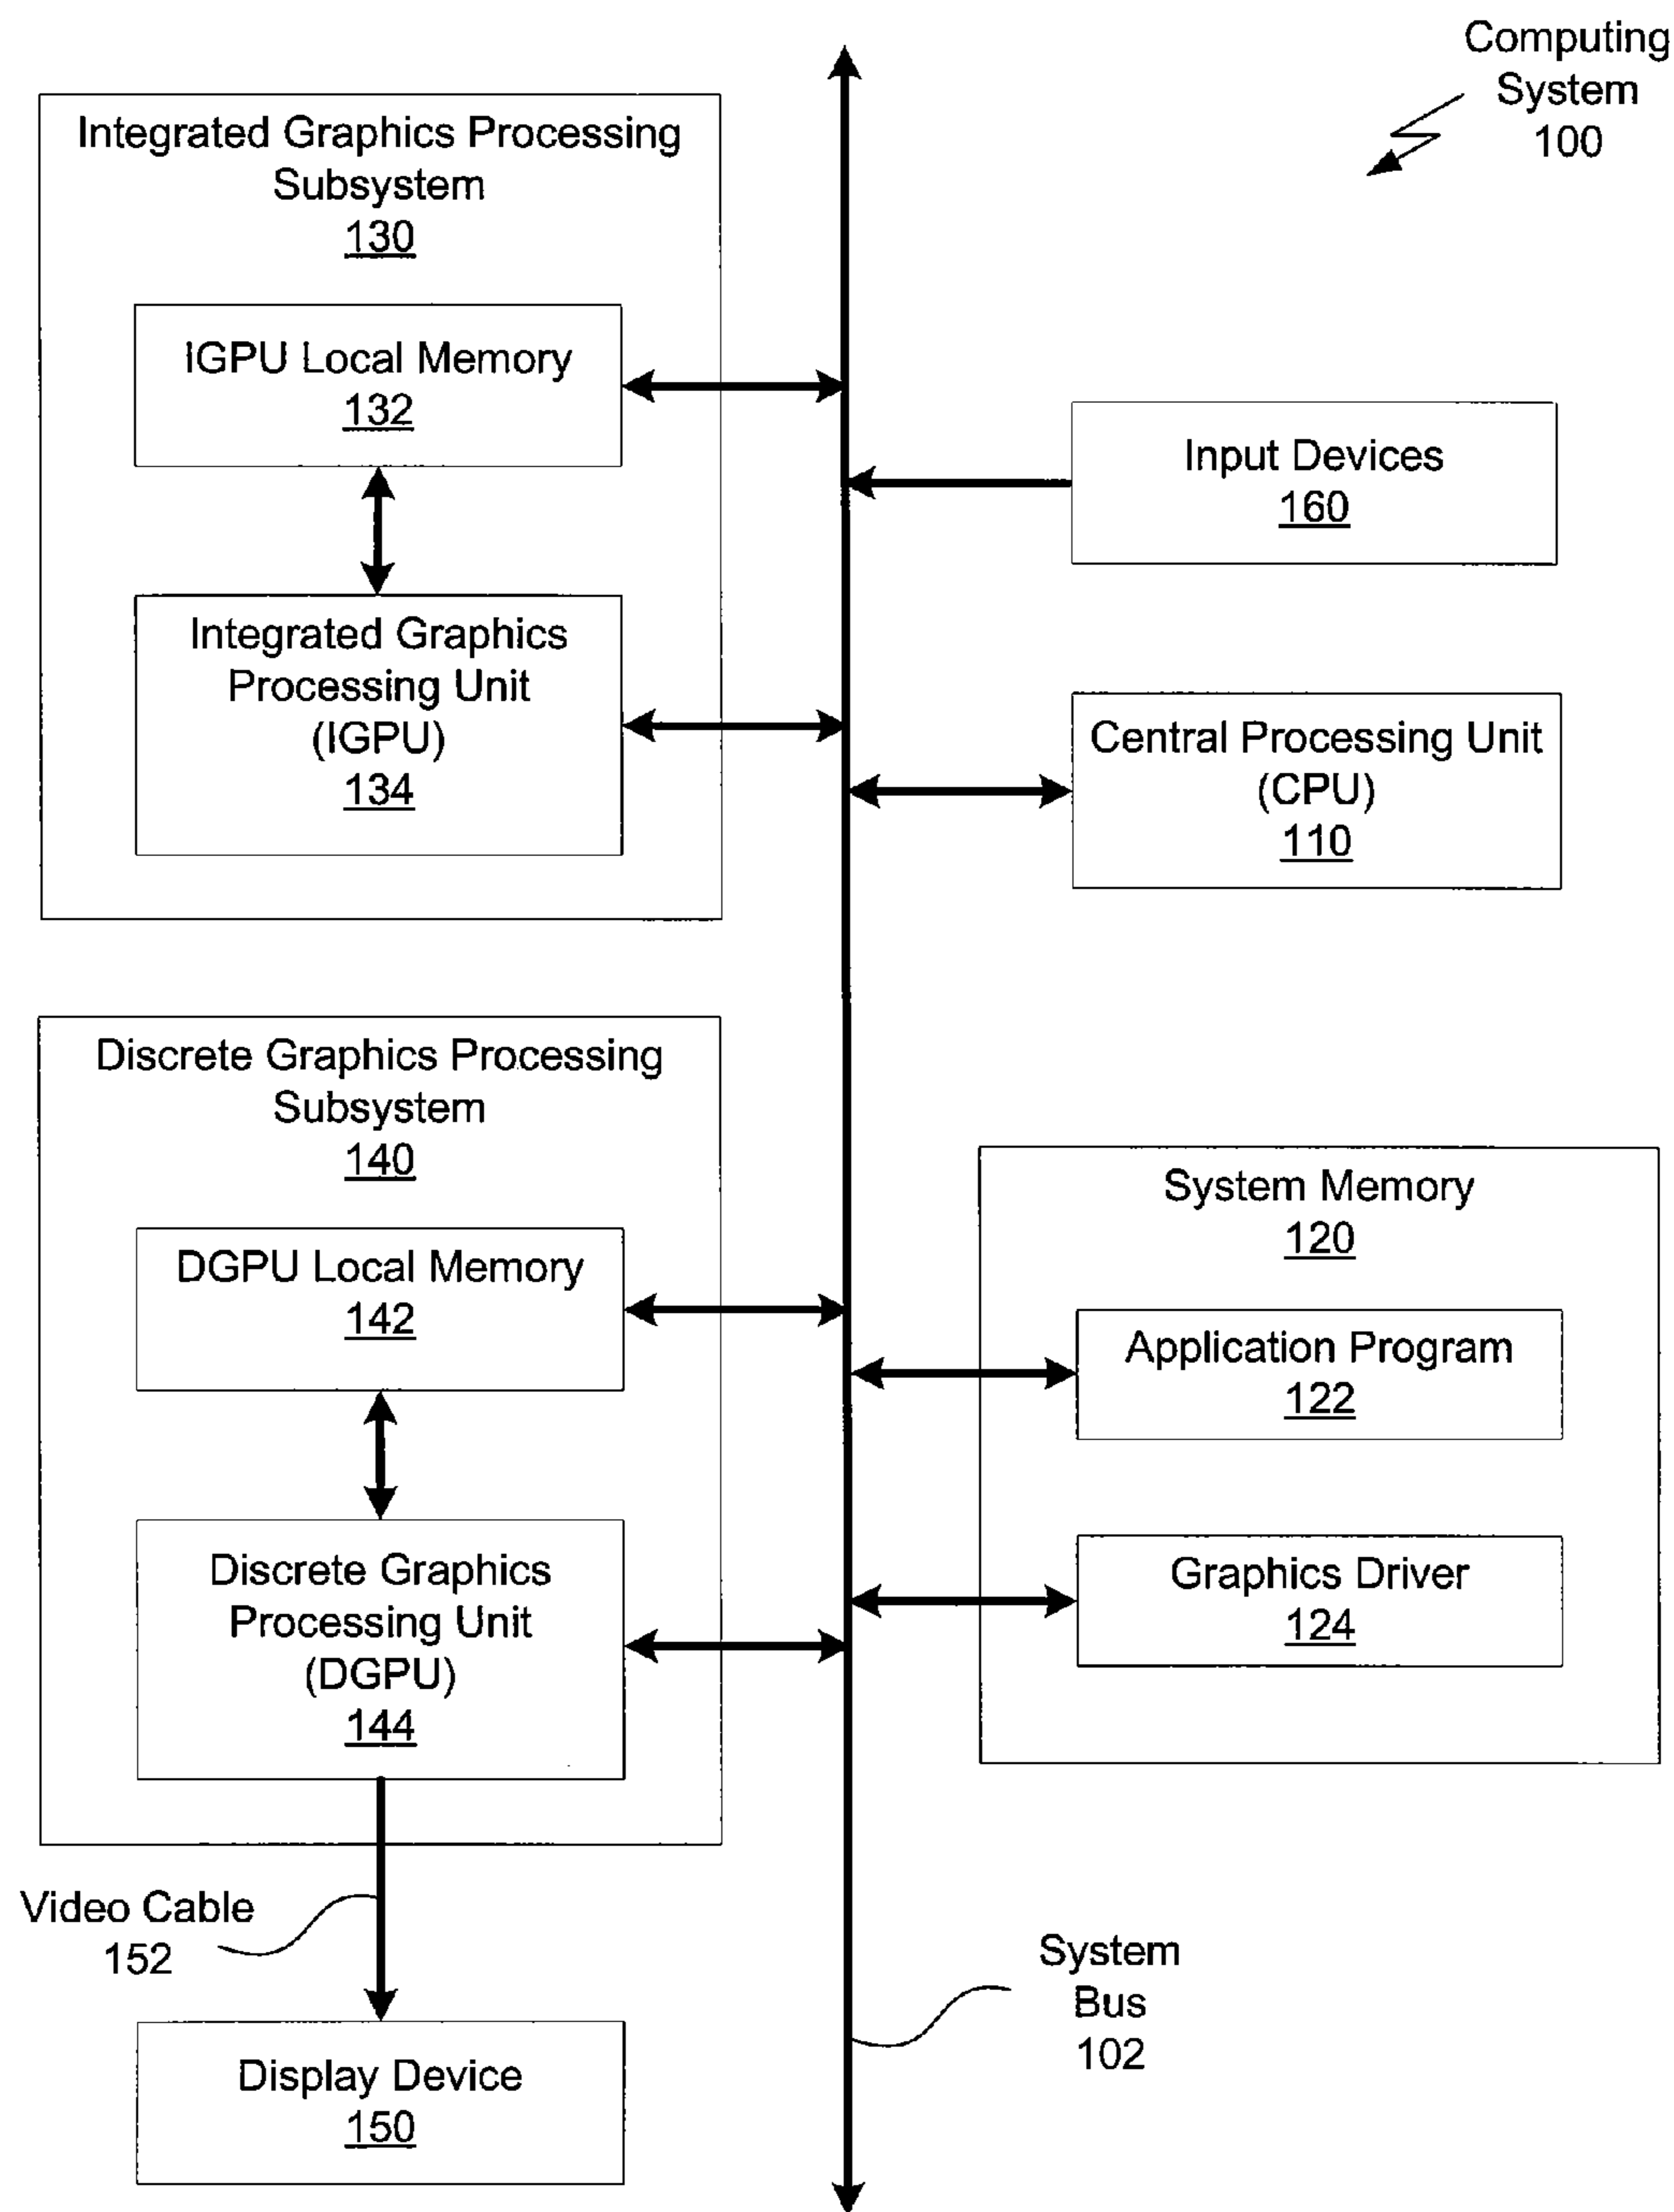 Computing
System
100
Integrated Graphics Processing
Subsystem
130
IGPU Local Memory
132
Integrated Graphics
Processing Unit
(IGPU)
134
Input Devices
160
Central Processing Unit
(CPU)
110
Discrete Graphics Processing
Subsystem
140
DGPU Local Memory
142
Discrete Graphics
Processing Unit
(DGPU)
144
System Memory
120
Application Program
122
Graphics Driver
124
Video Cable
152
System
Bus
102
Display Device
150